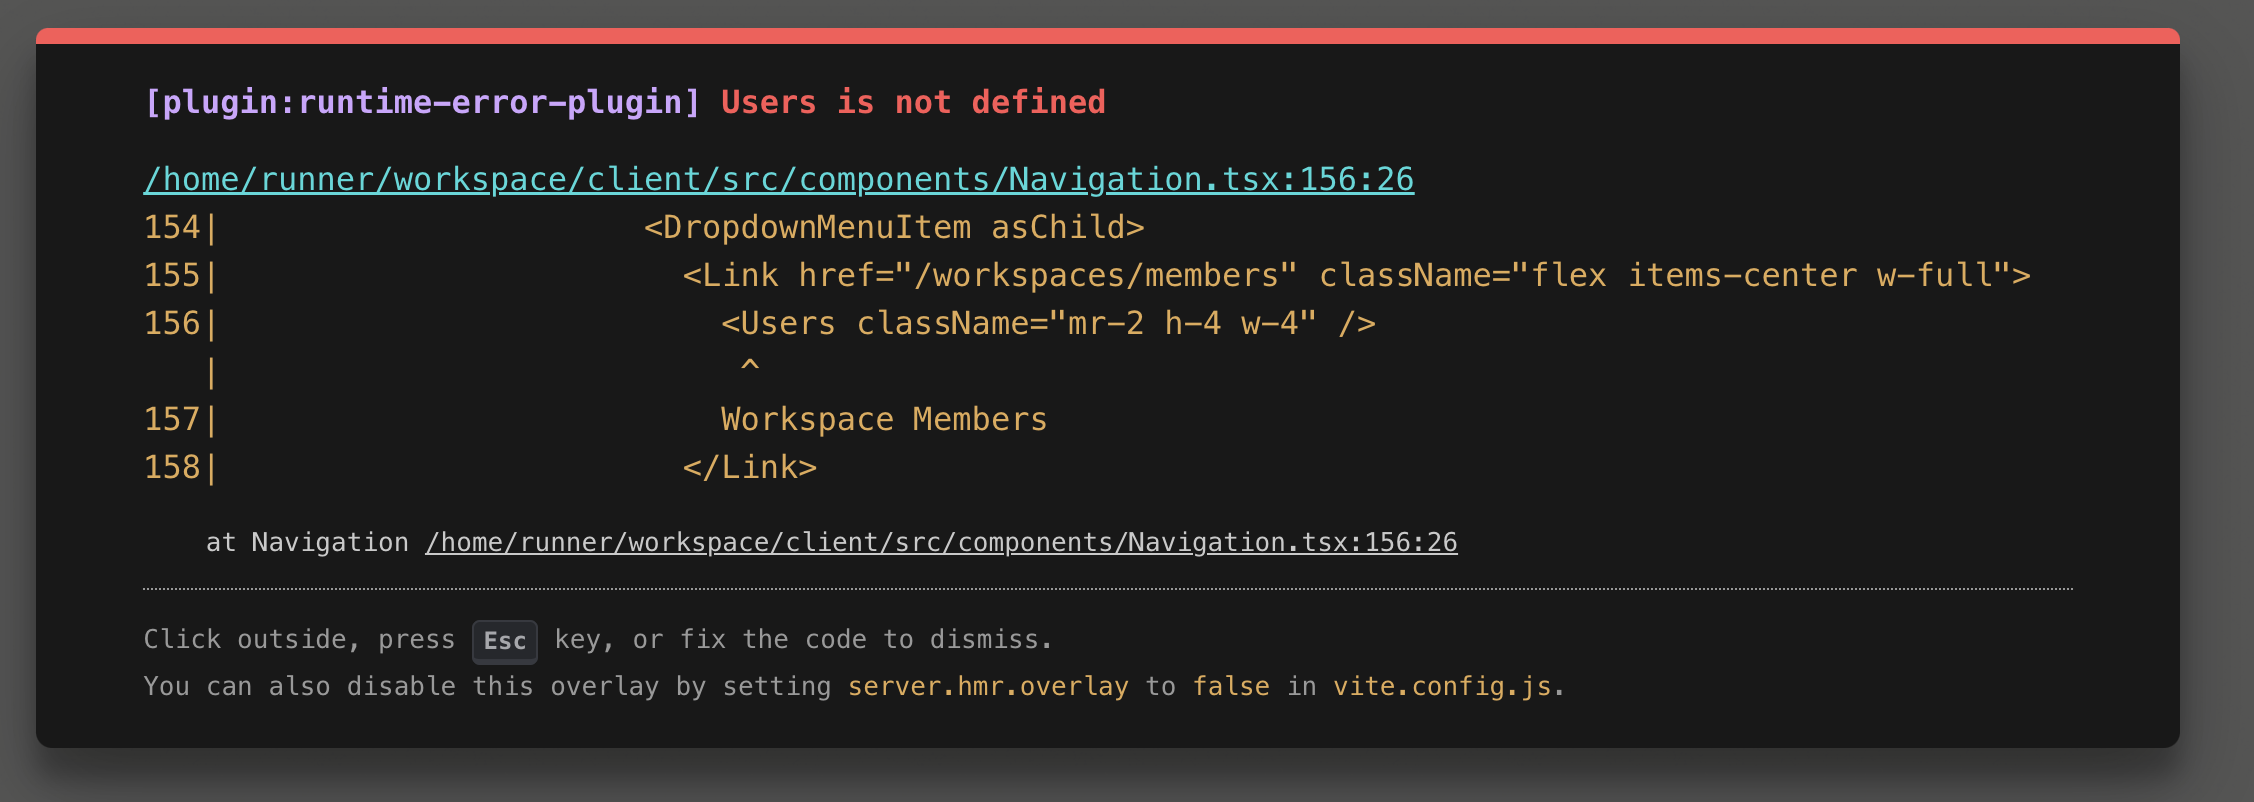 [plugin:runtime-error-plugin] Users is not defined
/home/runner/workspace/client/src/components/Navigation.tsx:156:26
154|                      <DropdownMenuItem asChild>
155|                        <Link href="/workspaces/members" className="flex items-center w-full">
156|                          <Users className="mr-2 h-4 w-4" />
   |                           ^
157|                          Workspace Members
158|                        </Link>
    at Navigation /home/runner/workspace/client/src/components/Navigation.tsx:156:26
Click outside, press Esc key, or fix the code to dismiss.
You can also disable this overlay by setting server.hmr.overlay to false in vite.config.js.